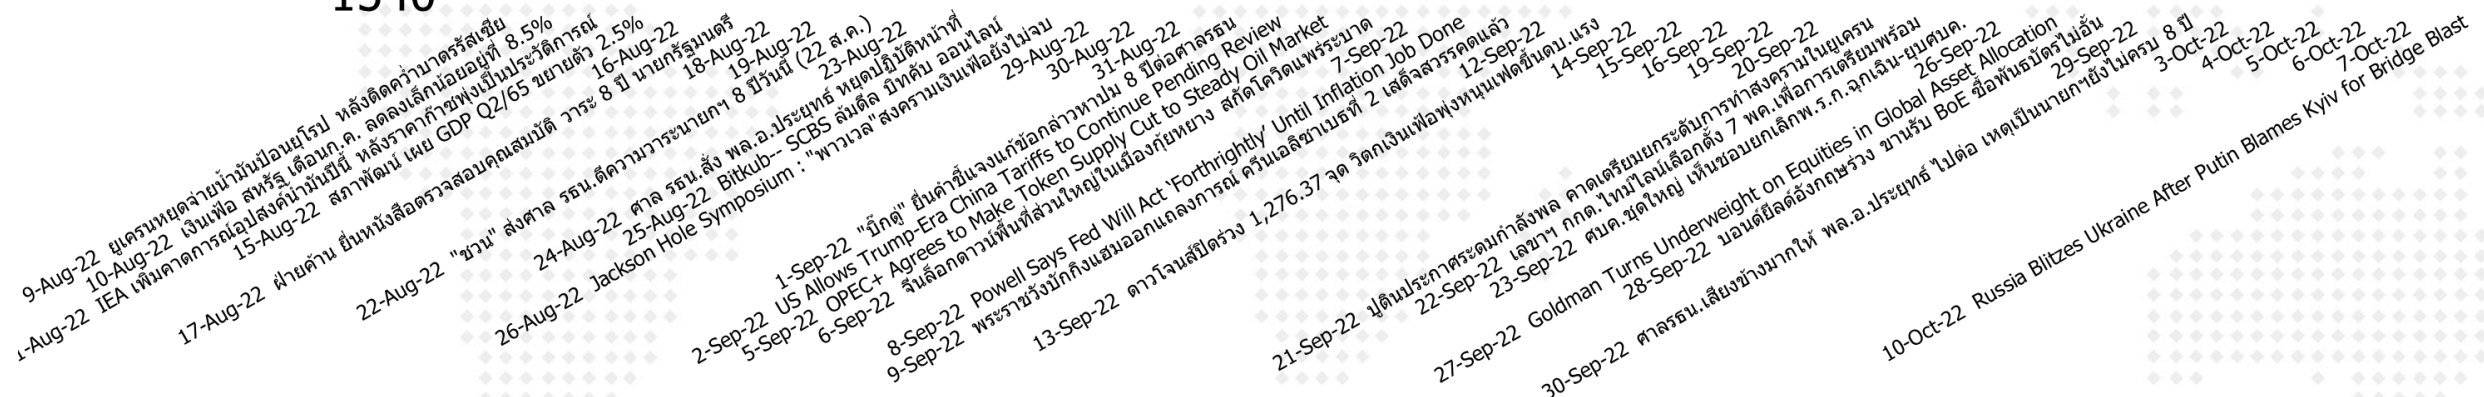 1540
9-Aug-22 ยูเครนหยุดจ่ายน้ำมันป้อนยุโรป หลังติดคว่ำบาตรรัสเซีย
10-Aug-22 เงินเฟ้อ สหรัฐ เดือนก.ค. ลดลงเล็กน้อยอยู่ที่ 8.5%
1-Aug-22 IEA เพิ่มคาดการณ์อุปสงค์น้ำมันปีนี้ หลังราคาก๊าซพุ่งเป็นประวัติการณ์
15-Aug-22 สภาพัฒน์ เผย GDP Q2/65 ขยายตัว 2.5%
16-Aug-22
17-Aug-22 ฝ่ายค้าน ยื่นหนังสือตรวจสอบคุณสมบัติ วาระ 8 ปี นายกรัฐมนตรี
18-Aug-22
19-Aug-22
22-Aug-22 "ชวน" ส่งศาล รธน.ตีความวาระนายกฯ 8 ปีวันนี้ (22 ส.ค.)
23-Aug-22
24-Aug-22 ศาล รธน.สั่ง พล.อ.ประยุทธ์ หยุดปฏิบัติหน้าที่
25-Aug-22 Bitkub-- SCBS ล้มดีล บิทคับ ออนไลน์
26-Aug-22 Jackson Hole Symposium : "พาวเวล"สงครามเงินเฟ้อยังไม่จบ
29-Aug-22
30-Aug-22
31-Aug-22
1-Sep-22 "บิ๊กตู่" ยื่นคำชี้แจงแก้ข้อกล่าวหาปม 8 ปีต่อศาลรธน
2-Sep-22 US Allows Trump-Era China Tariffs to Continue Pending Review
5-Sep-22 OPEC+ Agrees to Make Token Supply Cut to Steady Oil Market
6-Sep-22 จีนล็อกดาวน์พื้นที่ส่วนใหญ่ในเมืองกุ้ยหยาง สกัดโควิดแพร่ระบาด
7-Sep-22
8-Sep-22 Powell Says Fed Will Act ‘Forthrightly’ Until Inflation Job Done
9-Sep-22 พระราชวังบักกิงแฮมออกแถลงการณ์ ควีนเอลิซาเบธที่ 2 เสด็จสวรรคตแล้ว
12-Sep-22
13-Sep-22 ดาวโจนส์ปิดร่วง 1,276.37 จุด วิตกเงินเฟ้อพุ่งหนุนเฟดขึ้นดบ.แรง
14-Sep-22
15-Sep-22
16-Sep-22
19-Sep-22
20-Sep-22
21-Sep-22 ปูตินประกาศระดมกำลังพล คาดเตรียมยกระดับการทำสงครามในยูเครน
22-Sep-22 เลขาฯ กกต.ไทม์ไลน์เลือกตั้ง 7 พค.เพื่อการเตรียมพร้อม
23-Sep-22 ศบค.ชุดใหญ่ เห็นชอบยกเลิกพ.ร.ก.ฉุกเฉิน-ยุบศบค.
26-Sep-22
27-Sep-22 Goldman Turns Underweight on Equities in Global Asset Allocation
28-Sep-22 บอนด์ยีลด์อังกฤษร่วง ขานรับ BoE ซื้อพันธบัตรไม่อั้น
29-Sep-22
30-Sep-22 ศาลรธน.เสียงข้างมากให้ พล.อ.ประยุทธ์ ไปต่อ เหตุเป็นนายกฯยังไม่ครบ 8 ปี
3-Oct-22
4-Oct-22
5-Oct-22
6-Oct-22
7-Oct-22
10-Oct-22 Russia Blitzes Ukraine After Putin Blames Kyiv for Bridge Blast